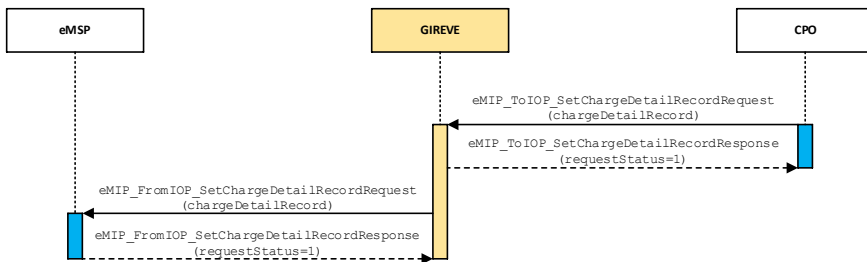 eMSP
GIREVE
CPO
eMIP_ToIOP_SetChargeDetailRecordRequest
(chargeDetailRecord)
eMIP_ToIOP_SetChargeDetailRecordResponse
(requestStatus=1)
eMIP_FromIOP_SetChargeDetailRecordRequest
(chargeDetailRecord)
eMIP_FromIOP_SetChargeDetailRecordResponse
(requestStatus=1)